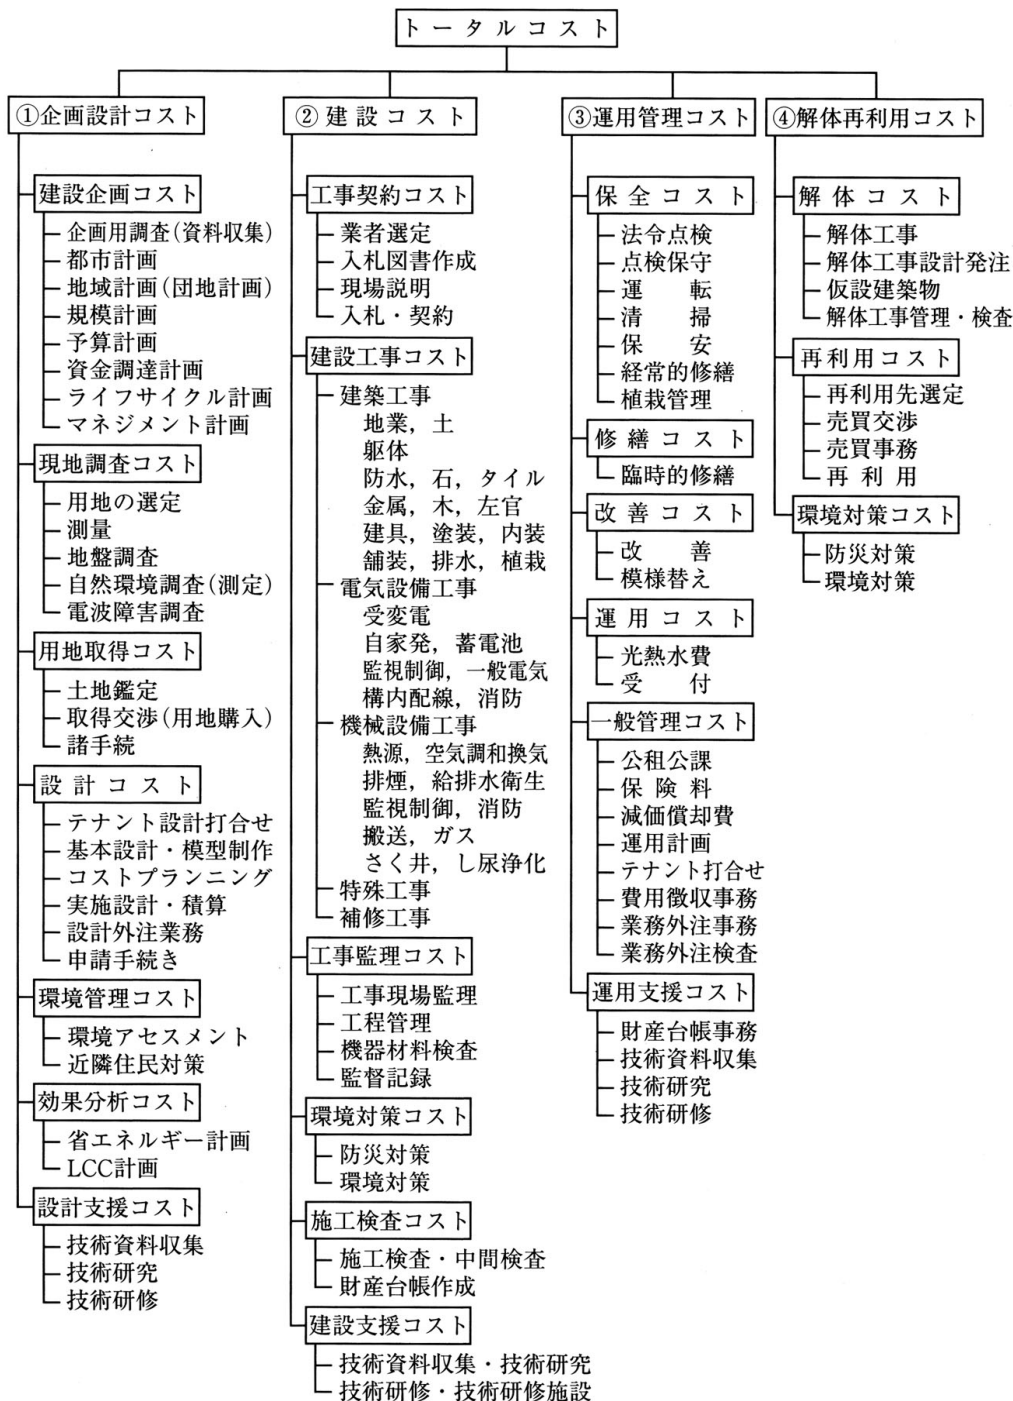 トータルコスト
①企画設計コスト
建設企画コスト
企画用調査(資料収集)
都市計画
地域計画(団地計画)
規模計画
予算計画
資金調達計画
ライフサイクル計画
マネジメント計画
現地調査コスト
用地の選定
測量
地盤調査
自然環境調査(測定)
電波障害調査
用地取得コスト
土地鑑定
取得交渉(用地購入)
諸手続
設計コスト
テナント設計打合せ
基本設計・模型制作
コストプランニング
実施設計・積算
設計外注業務
申請手続き
環境管理コスト
環境アセスメント
近隣住民対策
効果分析コスト
省エネルギー計画
LCC計画
設計支援コスト
技術資料収集
技術研究
技術研修
②建設コスト
工事契約コスト
業者選定
入札図書作成
現場説明
入札・契約
建設工事コスト
建築工事
地業，土
躯体
防水，石，タイル
金属，木，左官
建具，塗装，内装
舗装，排水，植栽
電気設備工事
受変電
自家発，蓄電池
監視制御，一般電気
構内配線，消防
機械設備工事
熱源，空気調和換気
排煙，給排水衛生
監視制御，消防
搬送，ガス
さく井，し尿浄化
特殊工事
補修工事
工事監理コスト
工事現場監理
工程管理
機器材料検査
監督記録
環境対策コスト
防災対策
環境対策
施工検査コスト
施工検査・中間検査
財産台帳作成
建設支援コスト
技術資料収集・技術研究
技術研修・技術研修施設
③運用管理コスト
保全コスト
法令点検
点検保守
運転
清掃
保安
経常的修繕
植栽管理
修繕コスト
臨時的修繕
改善コスト
改善
模様替え
運用コスト
光熱水費
受付
一般管理コスト
公租公課
保険料
減価償却費
運用計画
テナント打合せ
費用徴収事務
業務外注事務
業務外注検査
運用支援コスト
財産台帳事務
技術資料収集
技術研究
技術研修
④解体再利用コスト
解体コスト
解体工事
解体工事設計発注
仮設建築物
解体工事管理・検査
再利用コスト
再利用先選定
売買交渉
売買事務
再利用
環境対策コスト
防災対策
環境対策